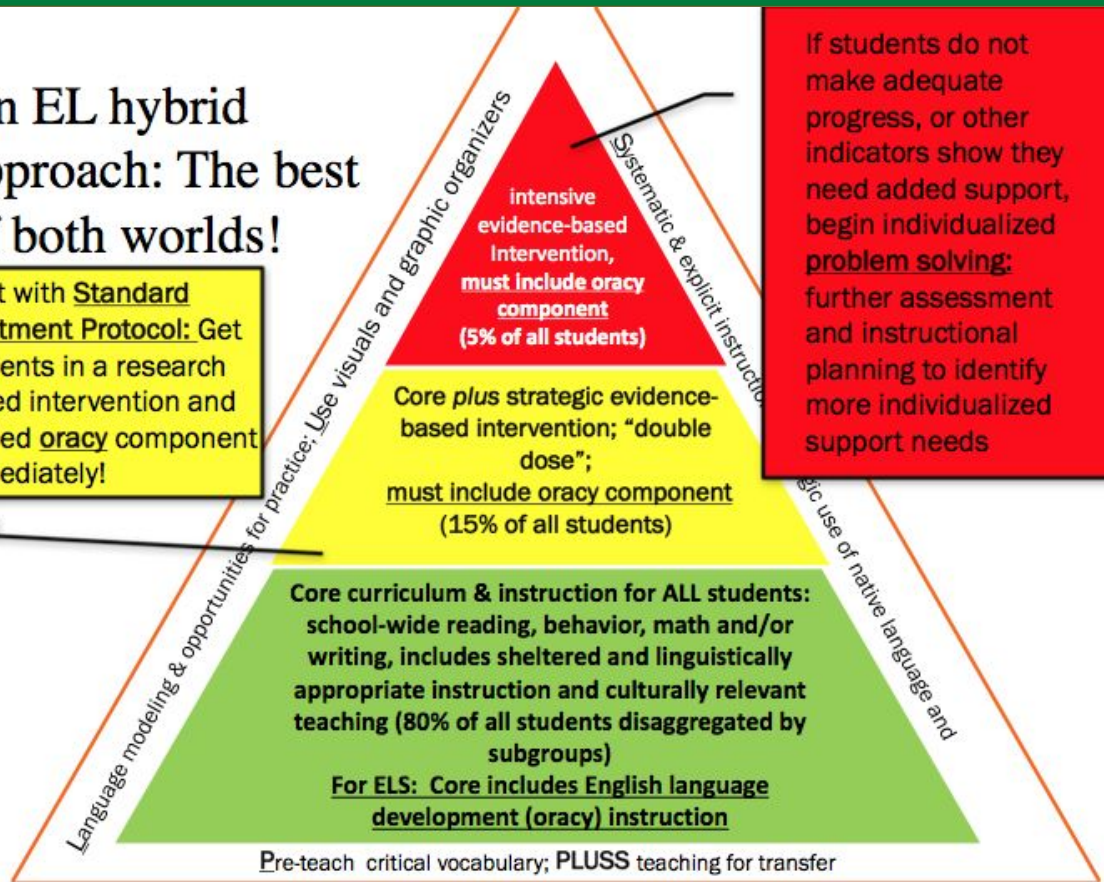 n EL hybrid
proach: The best
both worlds!
t with Standard
tment Protocol: Get
ents in a research
ed intervention and
ed oracy component
ediately!
Language modeling & opportunities for practice; Use visuals and graphic organizers
intensive
evidence-based
Intervention,
must include oracy
component
(5% of all students)
Core plus strategic evidence-
based intervention; “double
dose”;
must include oracy component
(15% of all students)
Core curriculum & instruction for ALL students:
school-wide reading, behavior, math and/or
writing, includes sheltered and linguistically
appropriate instruction and culturally relevant
teaching (80% of all students disaggregated by
subgroups)
For ELS: Core includes English language
development (oracy) instruction
Systematic & explicit instruction
gic use of native language and
If students do not
make adequate
progress, or other
indicators show they
need added support,
begin individualized
problem solving:
further assessment
and instructional
planning to identify
more individualized
support needs
Pre-teach critical vocabulary; PLUSS teaching for transfer